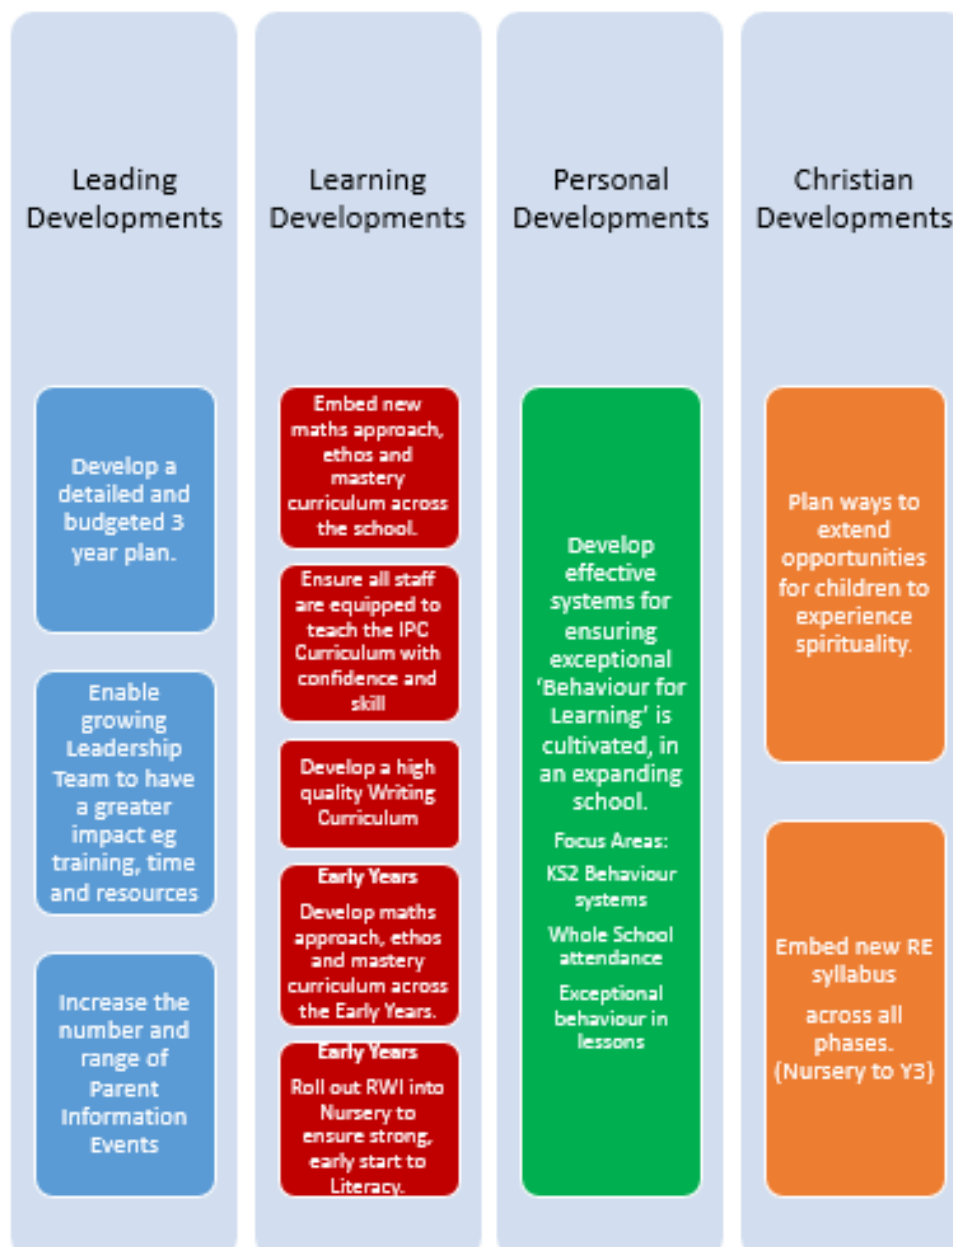 Leading
Developments
Develop a
detailed and
budgeted 3
year plan.
Enable
growing
Leadership
Team to have
a greater
impact eg
training, time
and resources
Increase the
number and
range of
Parent
Information
Events
Learning
Developments
Embed new
maths approach,
ethos and
mastery
curriculum across
the school.
Ensure all staff
are equipped to
teach the IPC
Curriculum with
confidence and
skill
Develop a high
quality Writing
Curriculum
Early Years
Develop maths
approach, ethos
and mastery
curriculum across
the Early Years.
Early Years
Roll out RWI into
Nursery to
ensure strong,
early start to
Literacy.
Personal
Developments
Develop
effective
systems for
ensuring
exceptional
‘Behaviour for
Learning’ is
cultivated, in
an expanding
school.
Focus Areas:
KS2 Behaviour
systems
Whole School
attendance
Exceptional
behaviour in
lessons
Christian
Developments
Plan ways to
extend
opportunities
for children to
experience
spirituality.
Embed new RE
syllabus
across all
phases.
(Nursery to Y3)